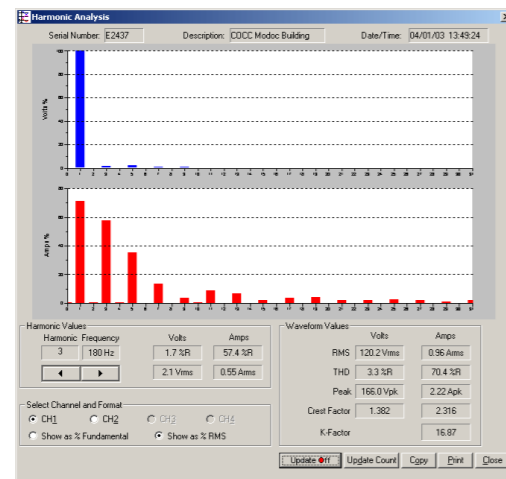 Harmonic Analysis
Serial Number: E2437 Description: COCC Modoc Building Date/Time: 04/01/03 13:49:24
Volts %
Amps %
Harmonic Values
Harmonic Frequency Volts Amps
3 180 Hz 1.7 %R 57.4 %R
2.1 Vrms 0.55 Arms
Select Channel and Format
CH1 CH2 CH3 CH4
Show as % Fundamental Show as % RMS
Waveform Values
Volts Amps
RMS 120.2 Vrms 0.96 Arms
THD 3.3 %R 70.4 %R
Peak 166.0 Vpk 2.22 Apk
Crest Factor 1.382 2.316
K-Factor 16.87
Update Off Update Count Copy Print Close